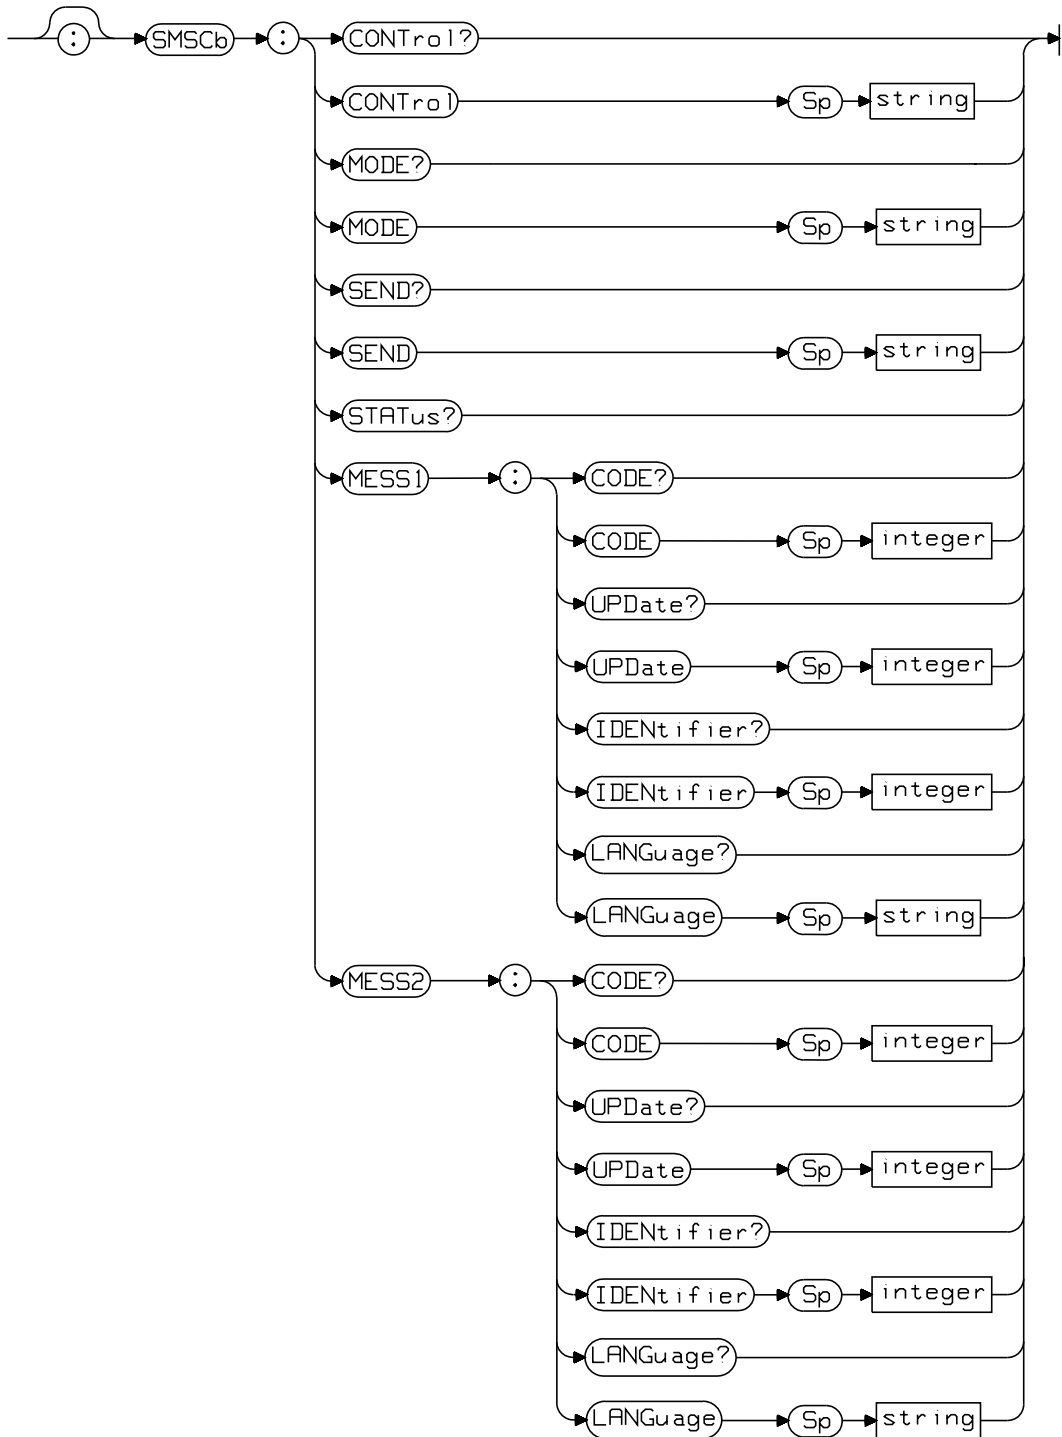 : SMSCb : CONTrol?
CONTrol Sp string
MODE?
MODE Sp string
SEND?
SEND Sp string
STATus?
MESS1 : CODE?
CODE Sp integer
UPDate?
UPDate Sp integer
IDENtifier?
IDENtifier Sp integer
LANGuage?
LANGuage Sp string
MESS2 : CODE?
CODE Sp integer
UPDate?
UPDate Sp integer
IDENtifier?
IDENtifier Sp integer
LANGuage?
LANGuage Sp string